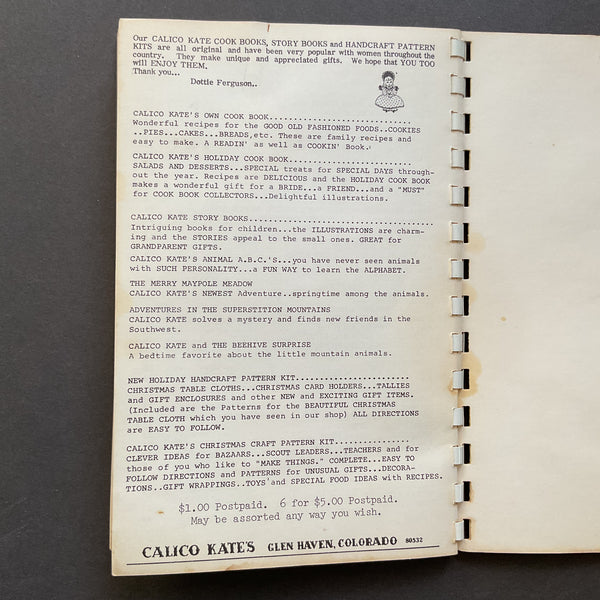 Our CALICO KATE COOK BOOKS, STORY BOOKS and HANDCRAFT PATTERN
KITS are all original and have been very popular with women throughout the
country. They make unique and appreciated gifts. We hope that YOU TOO
will ENJOY THEM.
Thank you...
Dottie Ferguson..
CALICO KATE'S OWN COOK BOOK.............................
Wonderful recipes for the GOOD OLD FASHIONED FOODS..COOKIES
..PIES...CAKES...BREADS,etc. These are family recipes and
easy to make. A READIN' as well as COOKIN' Book.
CALICO KATE'S HOLIDAY COOK BOOK.........................
SALADS AND DESSERTS...SPECIAL treats for SPECIAL DAYS through-
out the year. Recipes are DELICIOUS and the HOLIDAY COOK BOOK
makes a wonderful gift for a BRIDE...a FRIEND...and a "MUST"
for COOK BOOK COLLECTORS...Delightful illustrations.
CALICO KATE STORY BOOKS.................................
Intriguing books for children...the ILLUSTRATIONS are charm-
ing and the STORIES appeal to the small ones. GREAT for
GRANDPARENT GIFTS.
CALICO KATE'S ANIMAL A.B.C.'S...you have never seen animals
with SUCH PERSONALITY...a FUN WAY to learn the ALPHABET.
THE MERRY MAYPOLE MEADOW
CALICO KATE'S NEWEST Adventure..springtime among the animals.
ADVENTURES IN THE SUPERSTITION MOUNTAINS
CALICO KATE solves a mystery and finds new friends in the
Southwest.
CALICO KATE and THE BEEHIVE SURPRISE
A bedtime favorite about the little mountain animals.
NEW HOLIDAY HANDCRAFT PATTERN KIT.......................
CHRISTMAS TABLE CLOTHS...CHRISTMAS CARD HOLDERS...TALLIES
and GIFT ENCLOSURES and other NEW and EXCITING GIFT ITEMS.
(Included are the Patterns for the BEAUTIFUL CHRISTMAS
TABLE CLOTH which you have seen in our shop) ALL DIRECTIONS
are EASY TO FOLLOW.
CALICO KATE'S CHRISTMAS CRAFT PATTERN KIT...............
CLEVER IDEAS for BAZAARS...SCOUT LEADERS...TEACHERS and for
those of you who like to "MAKE THINGS." COMPLETE...EASY TO
FOLLOW DIRECTIONS and PATTERNS for UNUSUAL GIFTS...DECORA-
TIONS..GIFT WRAPPINGS..TOYS and SPECIAL FOOD IDEAS with RECIPES.
$1.00 Postpaid. 6 for $5.00 Postpaid.
May be assorted any way you wish.
CALICO KATE'S GLEN HAVEN, COLORADO 80532